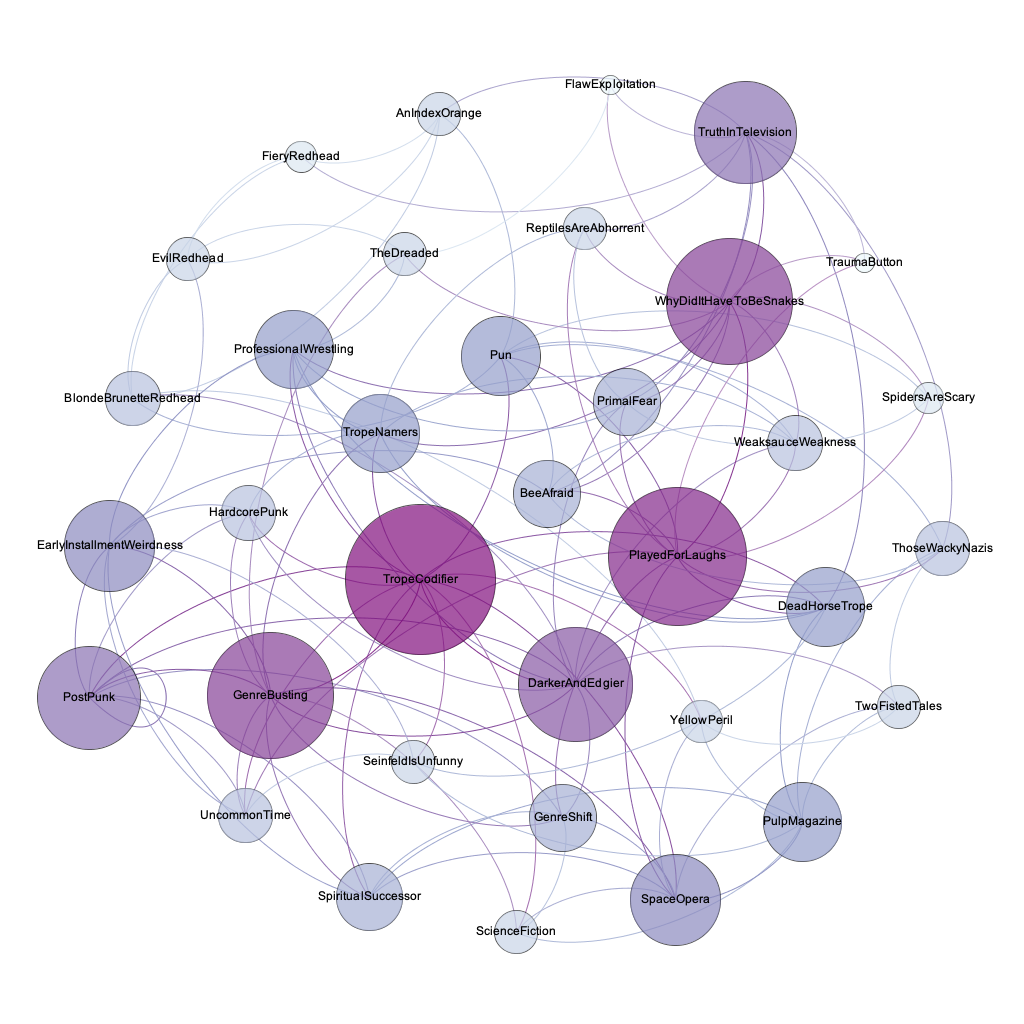 FlawExploitation
AnIndexOrange
TruthInTelevision
FieryRedhead
ReptilesAreAbhorrent
TheDreaded
EvilRedhead
TraumaButton
WhyDidItHaveToBeSnakes
ProfessionalWrestling
Pun
BlondeBrunetteRedhead
SpidersAreScary
PrimalFear
TropeNamers
WeaksauceWeakness
BeeAfraid
HardcorePunk
EarlyInstallmentWeirdness
ThoseWackyNazis
PlayedForLaughs
TropeCodifier
DeadHorseTrope
DarkerAndEdgier
GenreBusting
PostPunk
TwoFistedTales
YellowPeril
SeinfeldIsUnfunny
UncommonTime
GenreShift
PulpMagazine
SpiritualSuccessor
SpaceOpera
ScienceFiction